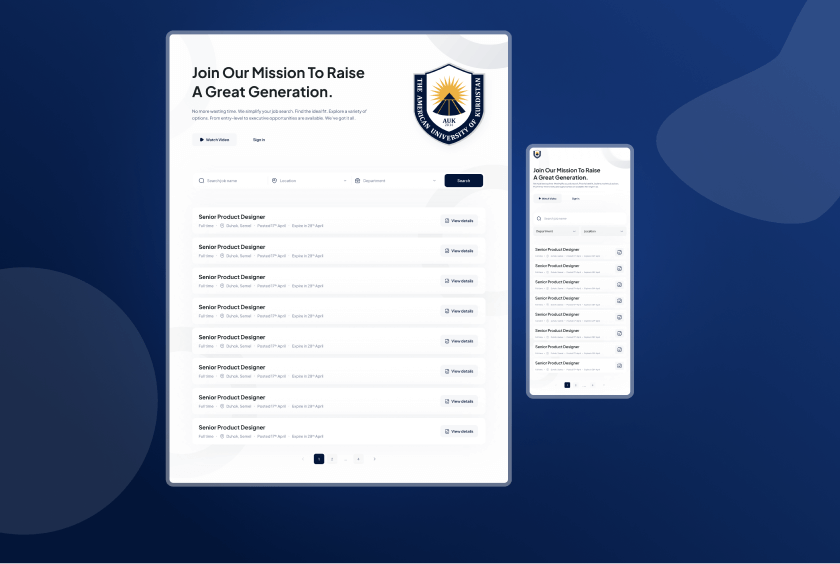 Join Our Mission To Raise
A Great Generation.
No more wasting time. We simplify your job search. Find the ideal fit. Explore a variety of
options. From entry-level to executive opportunities are available. We've got it all.
Watch Video Sign In
THE AMERICAN UNIVERSITY OF KURDISTAN
AUK
Search job name Location Department Search
Senior Product Designer
Full time Duhok, Sumel Posted 17th April Expire in 28th April
View details
Senior Product Designer
Full time Duhok, Sumel Posted 17th April Expire in 28th April
View details
Senior Product Designer
Full time Duhok, Sumel Posted 17th April Expire in 28th April
View details
Senior Product Designer
Full time Duhok, Sumel Posted 17th April Expire in 28th April
View details
Senior Product Designer
Full time Duhok, Sumel Posted 17th April Expire in 28th April
View details
Senior Product Designer
Full time Duhok, Sumel Posted 17th April Expire in 28th April
View details
Senior Product Designer
Full time Duhok, Sumel Posted 17th April Expire in 28th April
View details
Senior Product Designer
Full time Duhok, Sumel Posted 17th April Expire in 28th April
View details
1 2 ... 4
Join Our Mission To Raise
A Great Generation.
Watch Video Sign In
Search job name
Department Location
Senior Product Designer
Senior Product Designer
Senior Product Designer
Senior Product Designer
Senior Product Designer
Senior Product Designer
Senior Product Designer
Senior Product Designer